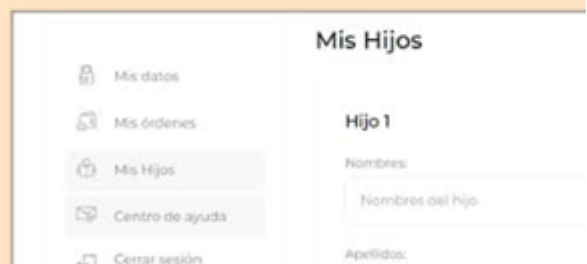 Mis Hijos
Mis datos
Mis órdenes
Mis Hijos
Centro de ayuda
Cerrar sesión
Hijo 1
Nombres:
Nombres del hijo
Apellidos: